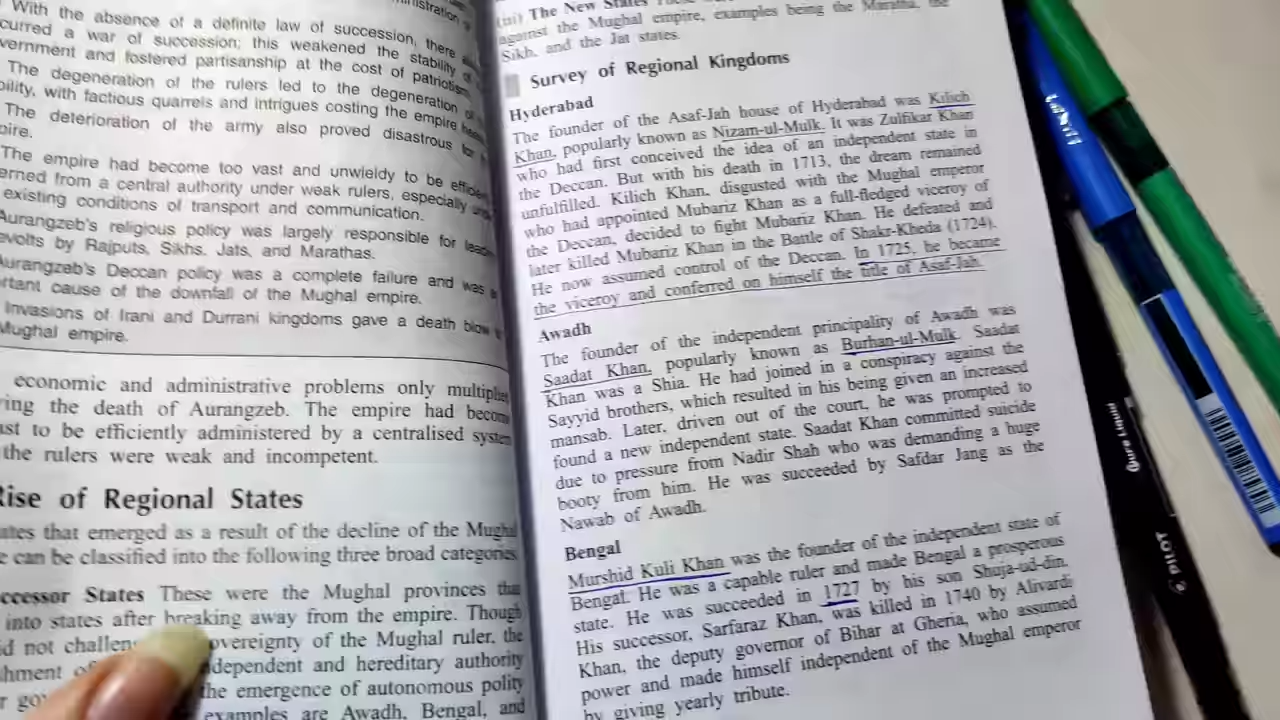 With the absence of a definite law of succession, there
curred a war of succession; this weakened the stability
vernment and fostered partisanship at the cost of patriotism
The degeneration of the rulers led to the degeneration
bility, with factious quarrels and intrigues costing the empire
The deterioration of the army also proved disastrous for
pire.
The empire had become too vast and unwieldy to be
erned from a central authority under weak rulers, especially
existing conditions of transport and communication.
Aurangzeb's religious policy was largely responsible for
evolts by Rajputs, Sikhs, Jats, and Marathas.
Aurangzeb's Deccan policy was a complete failure and was
rtant cause of the downfall of the Mughal empire.
Invasions of Irani and Durrani kingdoms gave a death blow
Mughal empire.
economic and administrative problems only
ring the death of Aurangzeb. The empire had
ust to be efficiently administered by a centralised system
the rulers were weak and incompetent.
Rise of Regional States
ates that emerged as a result of the decline of the Mughal
e can be classified into the following three broad categories
ccessor States These were the Mughal provinces
into states after breaking away from the empire. Though
d not overeignty of the Mughal ruler, the
hment dependent and hereditary authority
the emergence of autonomous polity
examples are Awadh, Bengal, and
(iii) The New States
against the Mughal empire, examples being the Maratha, the
Sikh, and the Jat states.
Survey of Regional Kingdoms
Hyderabad
The founder of the Asaf-Jah house of Hyderabad was Kilich
Khan, popularly known as Nizam-ul-Mulk. It was Zulfikar Khan
who had first conceived the idea of an independent state in
the Deccan. But with his death in 1713, the dream remained
unfulfilled. Kilich Khan, disgusted with the Mughal emperor
who had appointed Mubariz Khan as a full-fledged viceroy of
the Deccan, decided to fight Mubariz Khan. He defeated and
later killed Mubariz Khan in the Battle of Shakr-Kheda (1724).
He now assumed control of the Deccan. In 1725, he became
the viceroy and conferred on himself the title of Asaf-Jah.
Awadh
The founder of the independent principality of Awadh was
Saadat Khan, popularly known as Burhan-ul-Mulk. Saadat
Khan was a Shia. He had joined in a conspiracy against the
Sayyid brothers, which resulted in his being given an increased
mansab. Later, driven out of the court, he was prompted to
found a new independent state. Saadat Khan committed suicide
due to pressure from Nadir Shah who was demanding a huge
booty from him. He was succeeded by Safdar Jang as the
Nawab of Awadh.
Bengal
Murshid Kuli Khan was the founder of the independent state of
Bengal. He was a capable ruler and made Bengal a prosperous
state. He was succeeded in 1727 by his son Shuja-ud-din.
His successor, Sarfaraz Khan, was killed in 1740 by Alivardi
Khan, the deputy governor of Bihar at Gheria, who assumed
power and made himself independent of the Mughal emperor
by giving yearly tribute.
PILOT